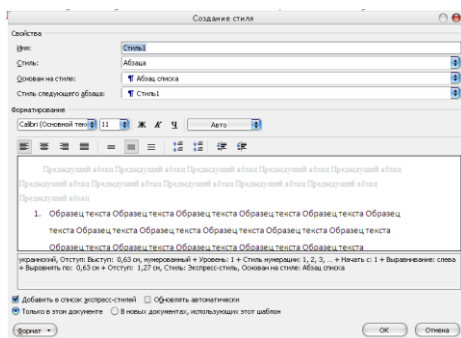 Создание стиля
Свойства
Имя: Стиль1
Стиль: Абзаца
Основан на стиле: ¶ Абзац списка
Стиль следующего абзаца: ¶ Стиль1
Форматирование
Calibri (Основной текс 11 Ж К Ч Авто
Предыдущий абзац Предыдущий абзац Предыдущий абзац Предыдущий абзац Предыдущий абзац
Предыдущий абзац Предыдущий абзац Предыдущий абзац Предыдущий абзац Предыдущий абзац
Предыдущий абзац
1. Образец текста Образец текста Образец текста Образец текста Образец
текста Образец текста Образец текста Образец текста Образец текста
Образец текста Образец текста Образец текста Образец текста
украинский, Отступ: Выступ: 0,63 см, нумерованный + Уровень: 1 + Стиль нумерации: 1, 2, 3, … + Начать с: 1 + Выравнивание: слева
+ Выровнять по: 0,63 см + Отступ: 1,27 см, Стиль: Экспресс-стиль, Основан на стиле: Абзац списка
Добавить в список экспресс-стилей Обновлять автоматически
Только в этом документе В новых документах, использующих этот шаблон
Формат ОК Отмена